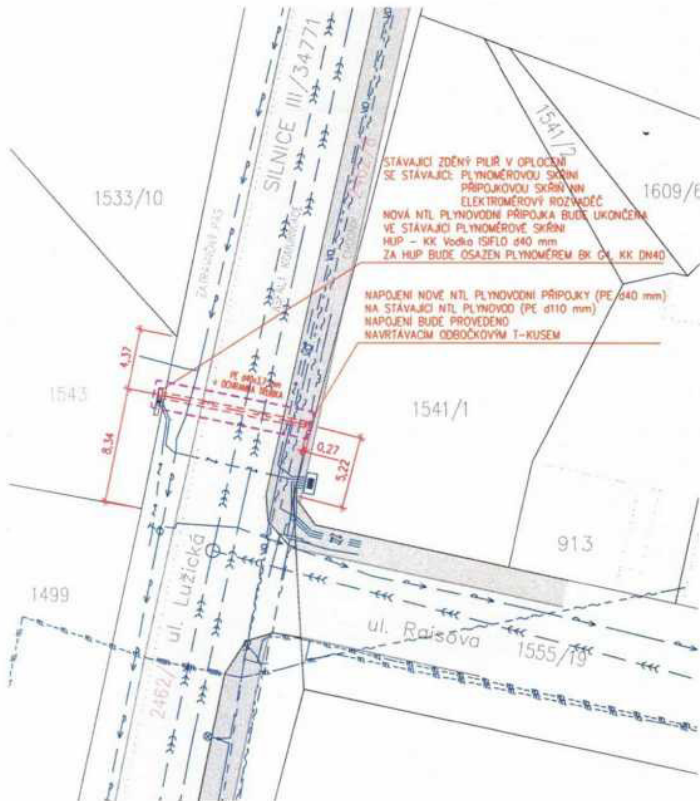 SILNICE III/34771
1541/2
1533/10
1609/6
STÁVAJÍCÍ ZDĚNÝ PILÍŘ V OPLOCENÍ
SE STÁVAJÍCÍ: PLYNOMĚROVOU SKŘÍNÍ
PŘÍPOJKOVOU SKŘÍNÍ NN
ELEKTROMĚROVÝ ROZVADĚČ
NOVÁ NTL PLYNOVODNÍ PŘÍPOJKA BUDE UKONČENA
VE STÁVAJÍCÍ PLYNOMĚROVÉ SKŘÍNI
HUP - KK Vodka ISIFLO d40 mm
ZA HUP BUDE OSAZEN PLYNOMĚREM BK G4, KK DN40
NAPOJENÍ NOVÉ NTL PLYNOVODNÍ PŘÍPOJKY (PE d40 mm)
NA STÁVAJÍCÍ NTL PLYNOVOD (PE d110 mm)
NAPOJENÍ BUDE PROVEDENO
NAVRTÁVACÍM ODBOČKOVÝM T-KUSEM
ZATRAVNĚNÝ PÁS
4,37
1543
1541/1
8,34
0,27
5,22
913
1499
ul. Lužická
ul. Raisova
1555/19
2462/